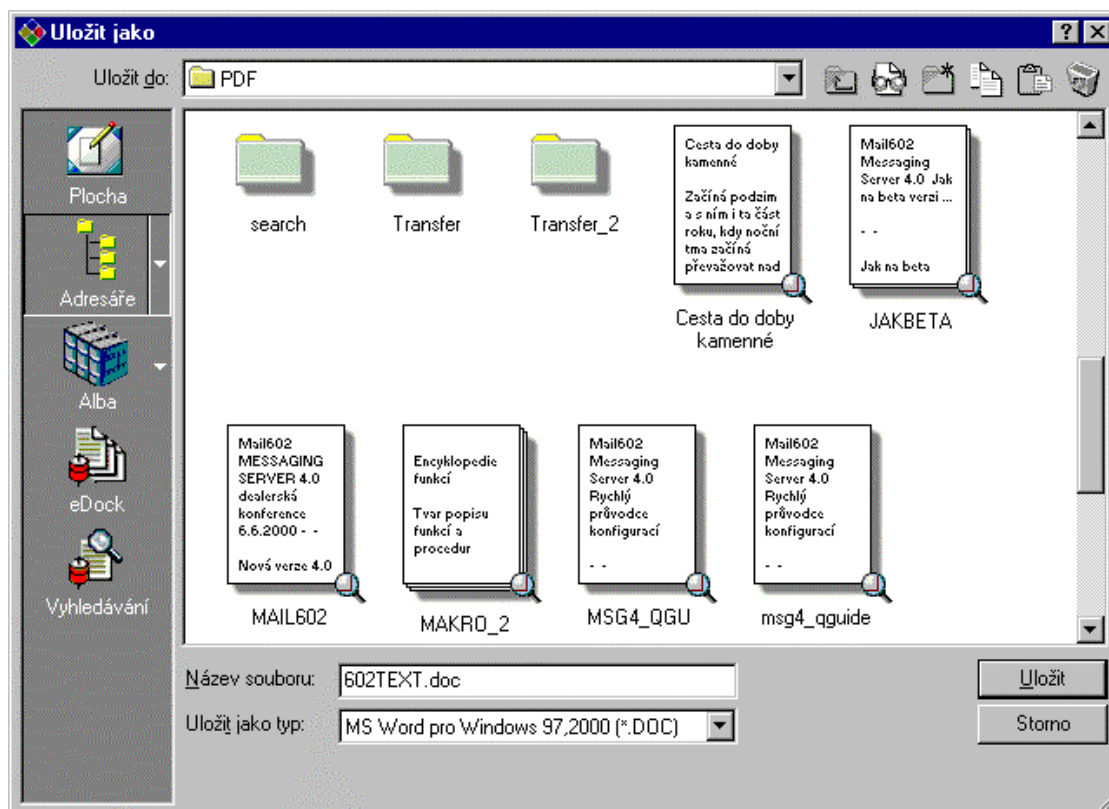 Uložit jako
Uložit do:
PDF
Plocha
Adresáře
Alba
eDock
Vyhledávání
search
Transfer
Transfer_2
Cesta do doby
kamenné
Začíná podzim
a s ním i ta část
roku, kdy noční
tma začíná
převažovat nad
Cesta do doby
kamenné
Mail602
Messaging
Server 4.0 Jak
na beta verzi ...
- -
Jak na beta
JAKBETA
Mail602
MESSAGING
SERVER 4.0
dealerská
konference
6.6.2000 - -
Nová verze 4.0
MAIL602
Encyklopedie
funkcí
Tvar popisu
funkcí a
procedur
MAKRO_2
Mail602
Messaging
Server 4.0
Rychlý
průvodce
konfigurací
- -
MSG4_QGU
Mail602
Messaging
Server 4.0
Rychlý
průvodce
konfigurací
- -
msg4_qguide
Název souboru:
602TEXT.doc
Uložit
Uložit jako typ:
MS Word pro Windows 97,2000 (*.DOC)
Storno